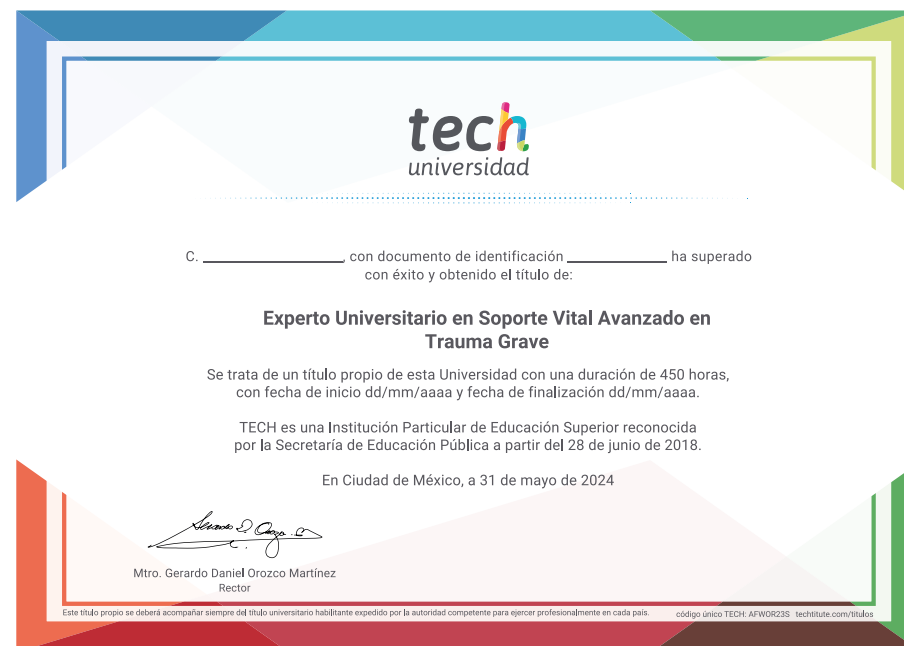 tech
universidad
C. ____________, con documento de identificación ____________ ha superado
con éxito y obtenido el título de:
Experto Universitario en Soporte Vital Avanzado en
Trauma Grave
Se trata de un título propio de esta Universidad con una duración de 450 horas,
con fecha de inicio dd/mm/aaaa y fecha de finalización dd/mm/aaaa.
TECH es una Institución Particular de Educación Superior reconocida
por la Secretaría de Educación Pública a partir del 28 de junio de 2018.
En Ciudad de México, a 31 de mayo de 2024
Mtro. Gerardo Daniel Orozco Martínez
Rector
Este título propio se deberá acompañar siempre del título universitario habilitante expedido por la autoridad competente para ejercer profesionalmente en cada país. código único TECH: AFWOR23S techtitute.com/titulos